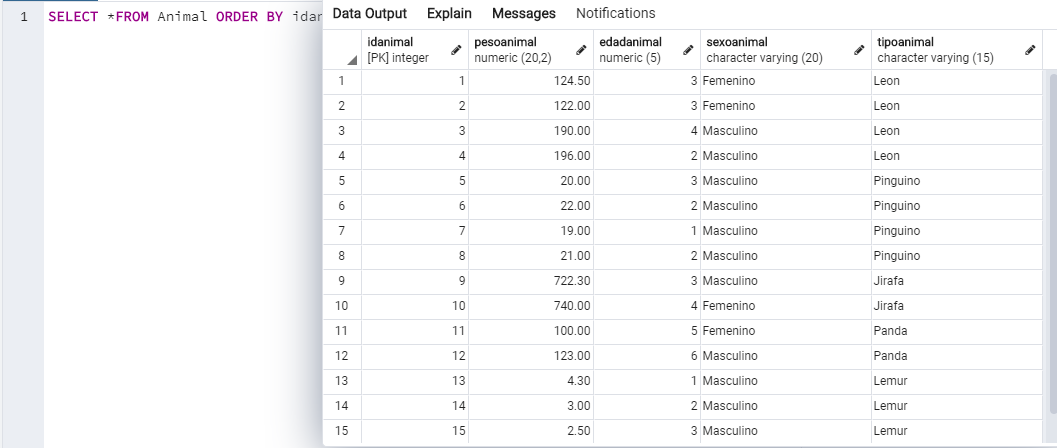 1 SELECT *FROM Animal ORDER BY idan
Data Output Explain Messages Notifications
idanimal pesoanimal edadanimal sexoanimal tipoanimal
[PK] integer numeric (20,2) numeric (5) character varying (20) character varying (15)
1 1 124.50 3 Femenino Leon
2 2 122.00 3 Femenino Leon
3 3 190.00 4 Masculino Leon
4 4 196.00 2 Masculino Leon
5 5 20.00 3 Masculino Pinguino
6 6 22.00 2 Masculino Pinguino
7 7 19.00 1 Masculino Pinguino
8 8 21.00 2 Masculino Pinguino
9 9 722.30 3 Masculino Jirafa
10 10 740.00 4 Femenino Jirafa
11 11 100.00 5 Femenino Panda
12 12 123.00 6 Masculino Panda
13 13 4.30 1 Masculino Lemur
14 14 3.00 2 Masculino Lemur
15 15 2.50 3 Masculino Lemur